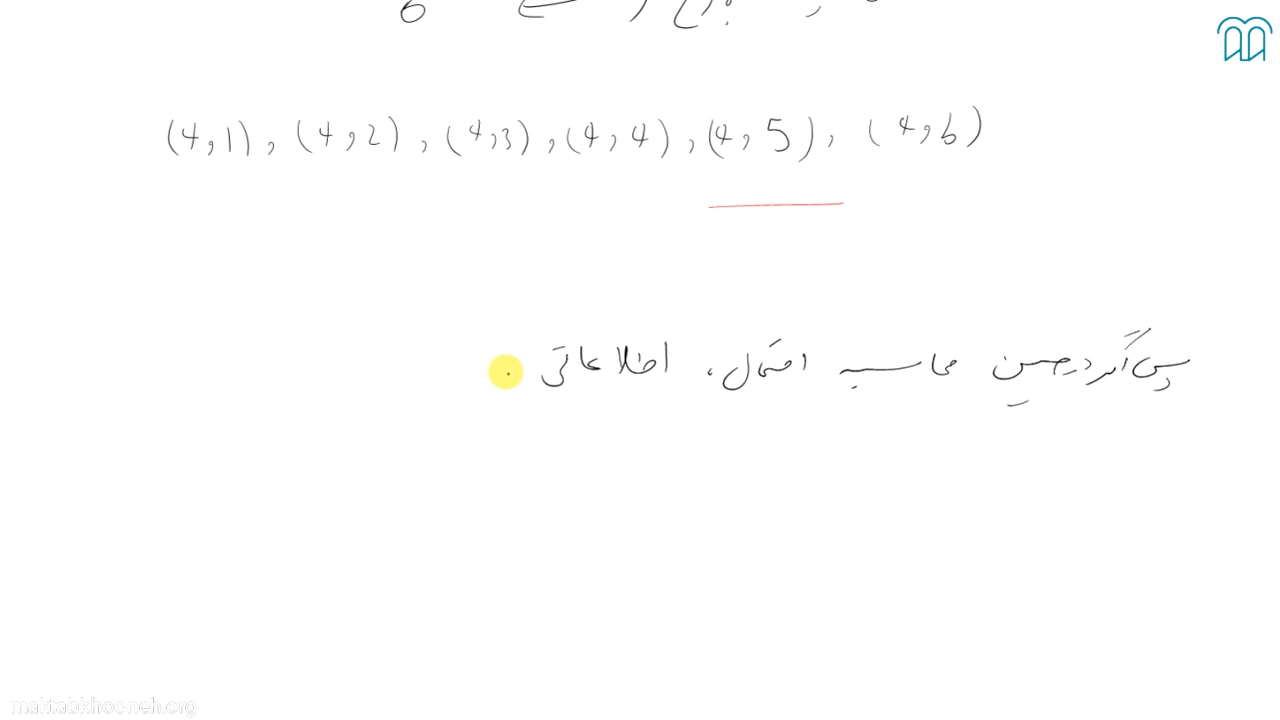 (4,1), (4,2), (4,3), (4,4), (4,5), (4,6)
پس اگر در حین محاسبه احتمال، اطلاعاتی
maktabkhooneh.org